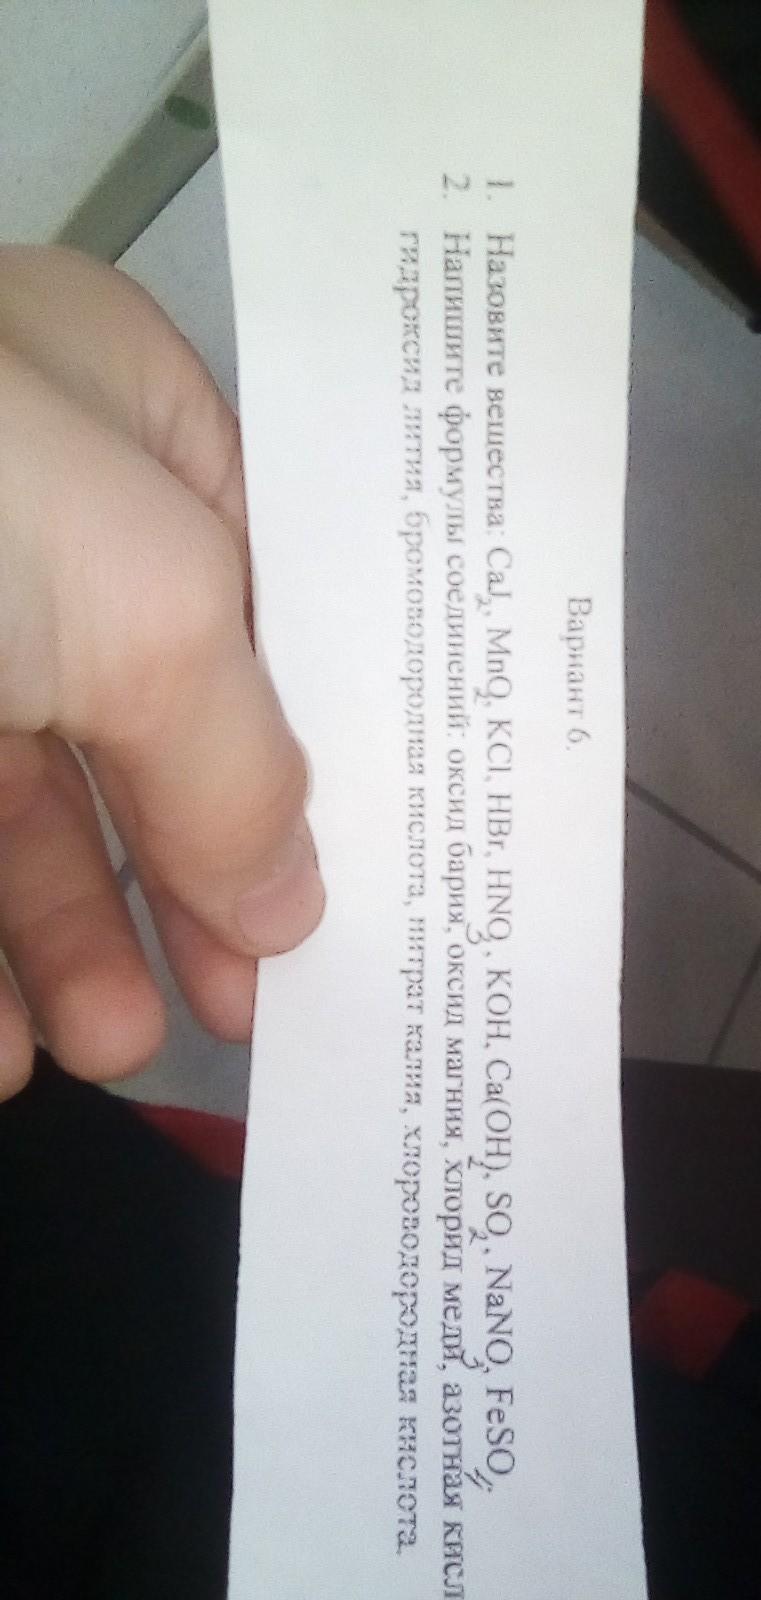 Вариант 6.
1. Назовите вещества: CaJ2, MnO2, KCl, HBr, HNO3, KOH, Ca(OH)2, SO2, NaNO3, FeSO4.
2. Напишите формулы соединений: оксид бария, оксид магния, хлорид меди, азотная кисл
гидроксид лития, бромоводородная кислота, нитрат калия, хлороводородная кислота.